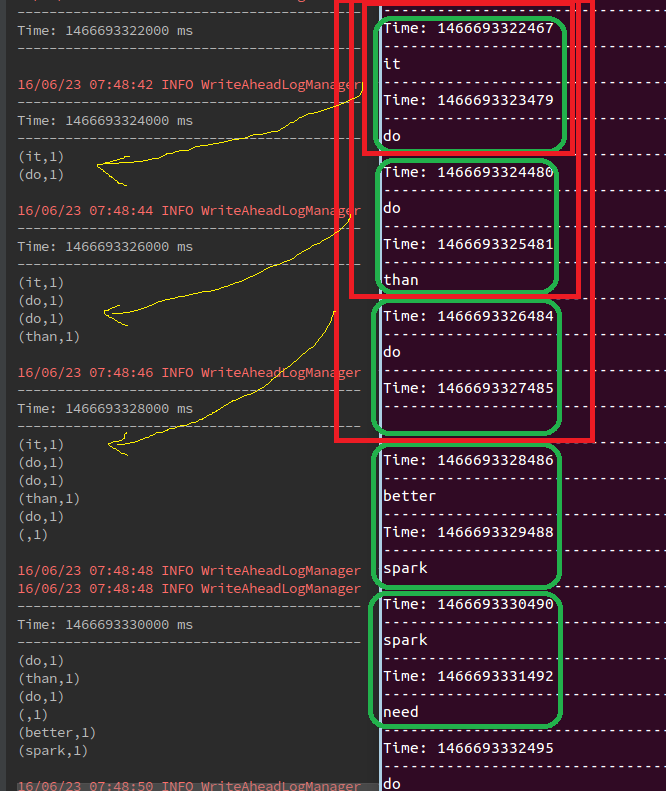 Time: 1466693322000 ms
-------------------------------------------
16/06/23 07:48:42 INFO WriteAheadLogManager
-------------------------------------------
Time: 1466693324000 ms
-------------------------------------------
(it,1)
(do,1)
16/06/23 07:48:44 INFO WriteAheadLogManager
-------------------------------------------
Time: 1466693326000 ms
-------------------------------------------
(it,1)
(do,1)
(do,1)
(than,1)
16/06/23 07:48:46 INFO WriteAheadLogManager
-------------------------------------------
Time: 1466693328000 ms
-------------------------------------------
(it,1)
(do,1)
(do,1)
(than,1)
(do,1)
(,1)
16/06/23 07:48:48 INFO WriteAheadLogManager
16/06/23 07:48:48 INFO WriteAheadLogManager
-------------------------------------------
Time: 1466693330000 ms
-------------------------------------------
(do,1)
(than,1)
(do,1)
(,1)
(better,1)
(spark,1)
16/06/23 07:48:50 INFO WriteAheadLogManager
Time: 1466693322467
it
Time: 1466693323479
do
Time: 1466693324480
do
Time: 1466693325481
than
Time: 1466693326484
do
Time: 1466693327485
Time: 1466693328486
better
Time: 1466693329488
spark
Time: 1466693330490
spark
Time: 1466693331492
need
Time: 1466693332495
do